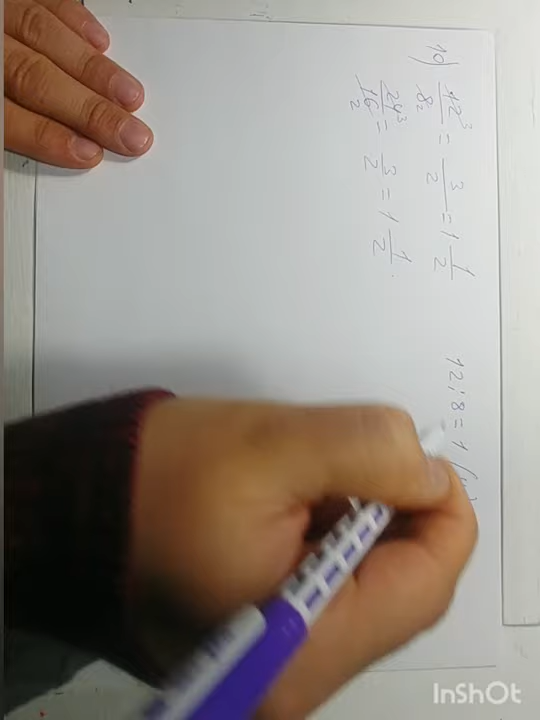 10)
12³/8₂ = 3/2 = 1 1/2
24³/16₂ = 3/2 = 1 1/2.
12:8=1(
InShOt